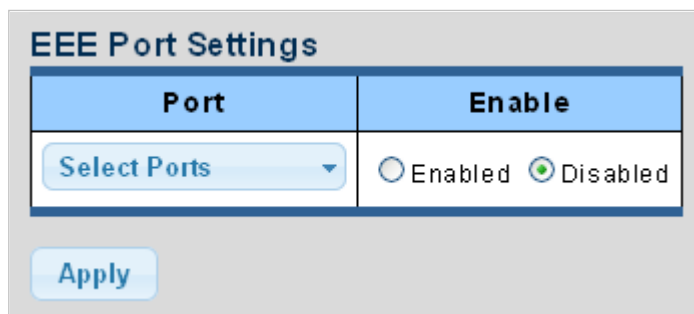 EEE Port Settings
Port Enable
Select Ports Enabled Disabled
Apply